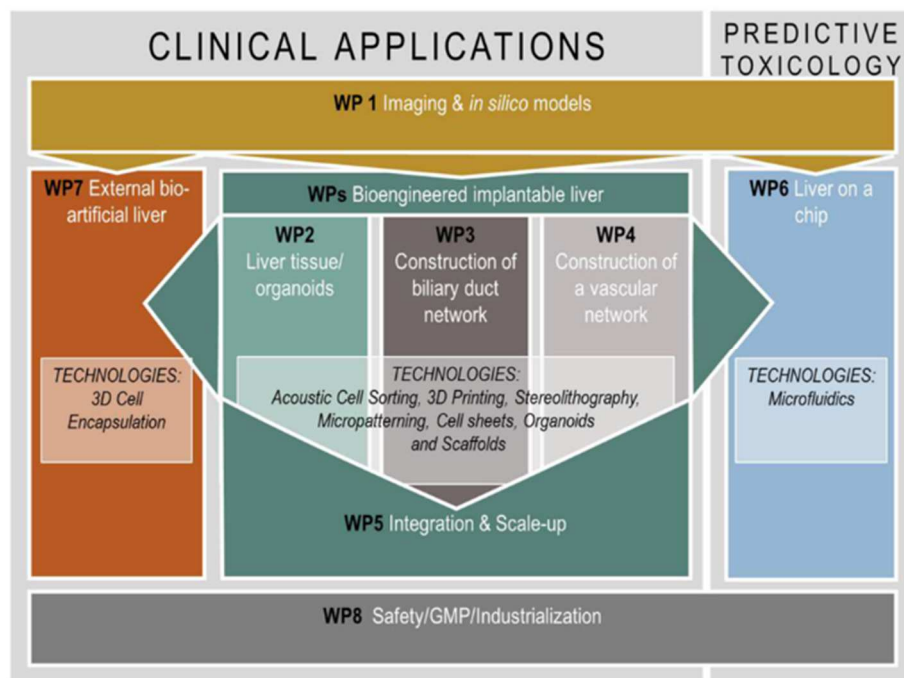 CLINICAL APPLICATIONS
PREDICTIVE
TOXICOLOGY
WP 1 Imaging & in silico models
WP7 External bio-
artificial liver
WPs Bioengineered implantable liver
WP6 Liver on a
chip
WP2
Liver tissue/
organoids
WP3
Construction of
biliary duct
network
WP4
Construction of
a vascular
network
TECHNOLOGIES:
3D Cell
Encapsulation
TECHNOLOGIES:
Acoustic Cell Sorting, 3D Printing, Stereolithography,
Micropatterning, Cell sheets, Organoids
and Scaffolds
TECHNOLOGIES:
Microfluidics
WP5 Integration & Scale-up
WP8 Safety/GMP/Industrialization